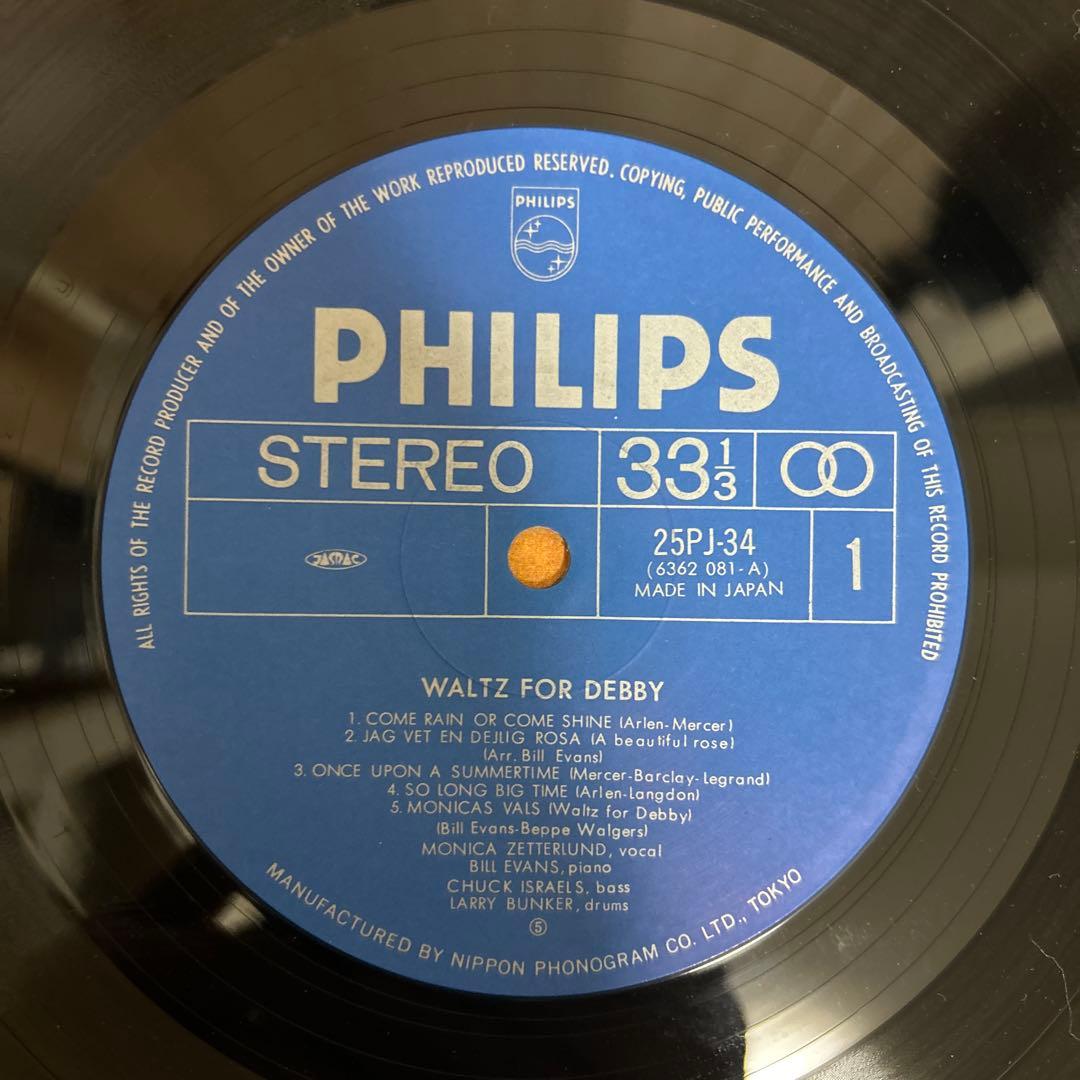 ALL RIGHTS OF THE RECORD PRODUCER AND OF THE OWNER OF THE WORK REPRODUCED RESERVED. COPYING, PUBLIC PERFORMANCE AND BROADCASTING OF THIS RECORD PROHIBITED
PHILIPS
PHILIPS
STEREO
33 1/3
JASRAC
25PJ-34
(6362 081-A)
MADE IN JAPAN
1
WALTZ FOR DEBBY
1. COME RAIN OR COME SHINE (Arlen-Mercer)
2. JAG VET EN DEJLIG ROSA (A beautiful rose)
(Arr. Bill Evans)
3. ONCE UPON A SUMMERTIME (Mercer-Barclay-Legrand)
4. SO LONG BIG TIME (Arlen-Langdon)
5. MONICAS VALS (Waltz for Debby)
(Bill Evans-Beppe Walgers)
MONICA ZETTERLUND, vocal
BILL EVANS, piano
CHUCK ISRAELS, bass
LARRY BUNKER, drums
⑤
MANUFACTURED BY NIPPON PHONOGRAM CO. LTD., TOKYO